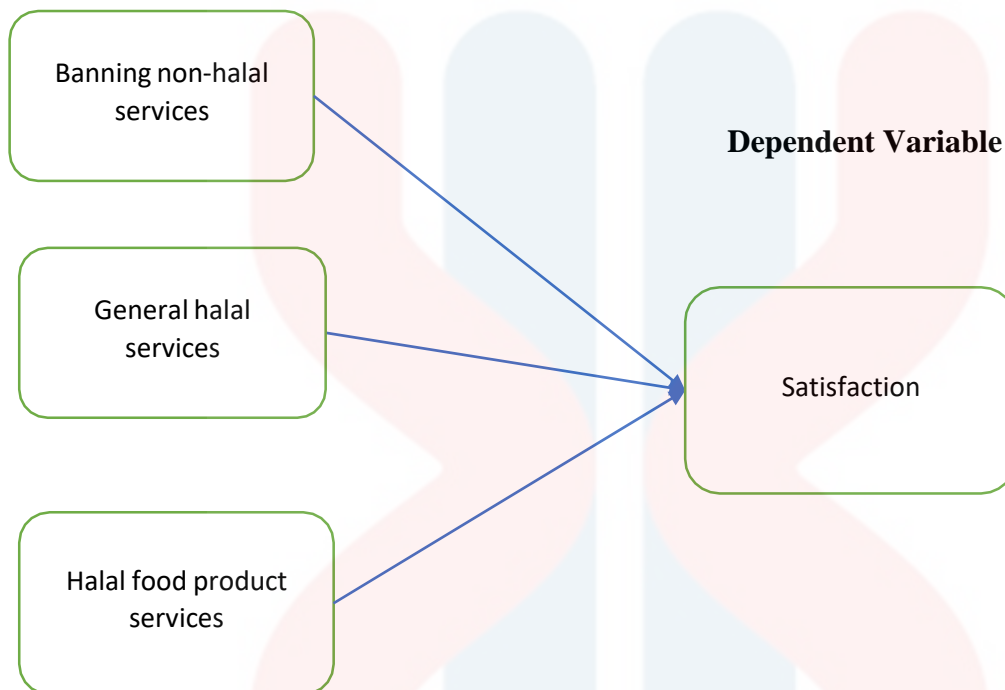 Banning non-halal
services
Dependent Variable
General halal
services
Satisfaction
Halal food product
services